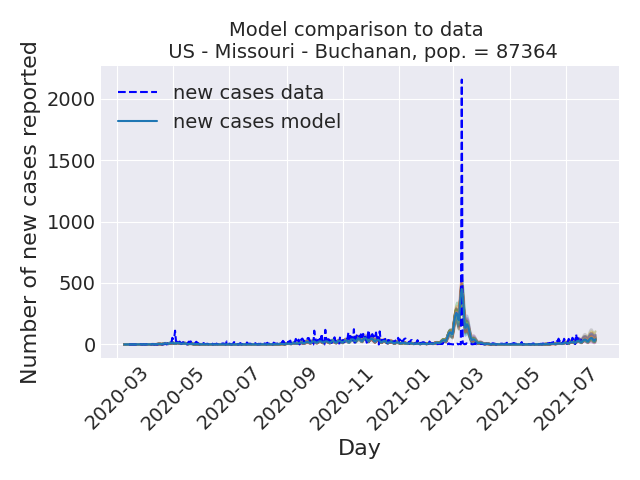 Model comparison to data
US - Missouri - Buchanan, pop. = 87364
Number of new cases reported
2000
1500
1000
500
0
new cases data
new cases model
2020-03
2020-05
2020-07
2020-09
2020-11
2021-01
2021-03
2021-05
2021-07
Day